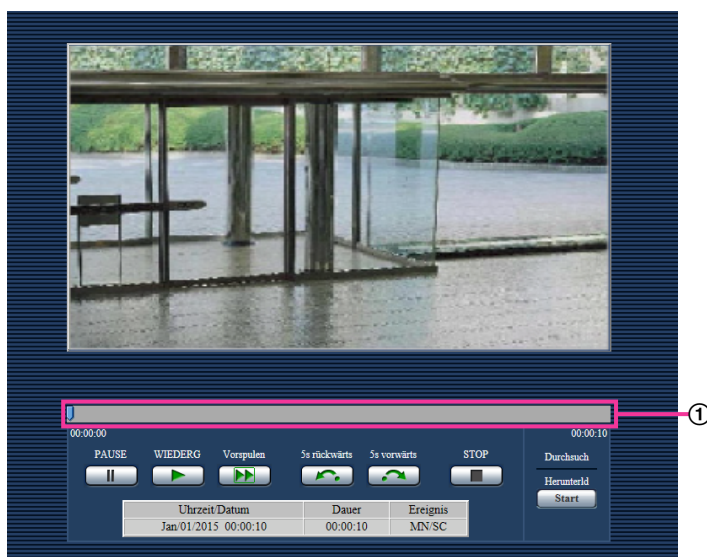 ①
00:00:00 00:00:10
PAUSE WIEDERG Vorspulen 5s rückwärts 5s vorwärts STOP
Durchsuch
Herunterld
Start
Uhrzeit/Datum Dauer Ereignis
Jan/01/2015 00:00:10 00:00:10 MN/SC